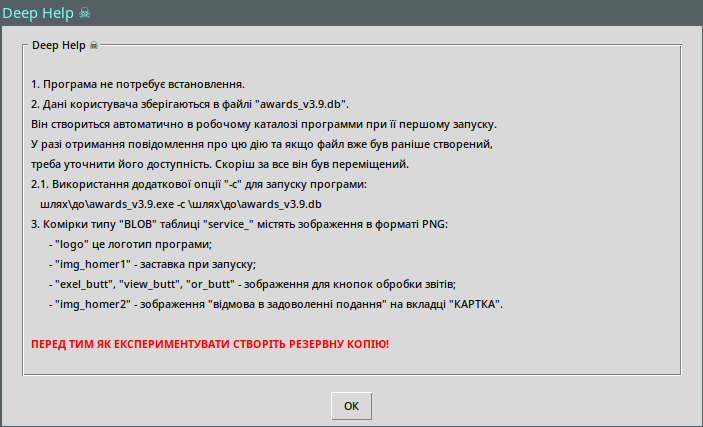 Deep Help ☠
Deep Help ☠
1. Програма не потребує встановлення.
2. Дані користувача зберігаються в файлі "awards_v3.9.db".
Він створиться автоматично в робочому каталозі программи при її першому запуску.
У разі отримання повідомлення про цю дію та якщо файл вже був раніше створений,
треба уточнити його доступність. Скоріш за все він був переміщений.
2.1. Використання додаткової опції "-c" для запуску програми:
шлях\до\awards_v3.9.exe -c \шлях\до\awards_v3.9.db
3. Комірки типу "BLOB" таблиці "service_" містять зображення в форматі PNG:
- "logo" це логотип програми;
- "img_homer1" - заставка при запуску;
- "exel_butt", "view_butt", "or_butt" - зображення для кнопок обробки звітів;
- "img_homer2" - зображення "відмова в задоволенні подання" на вкладці "КАРТКА".
ПЕРЕД ТИМ ЯК ЕКСПЕРИМЕНТУВАТИ СТВОРІТЬ РЕЗЕРВНУ КОПІЮ!
OK